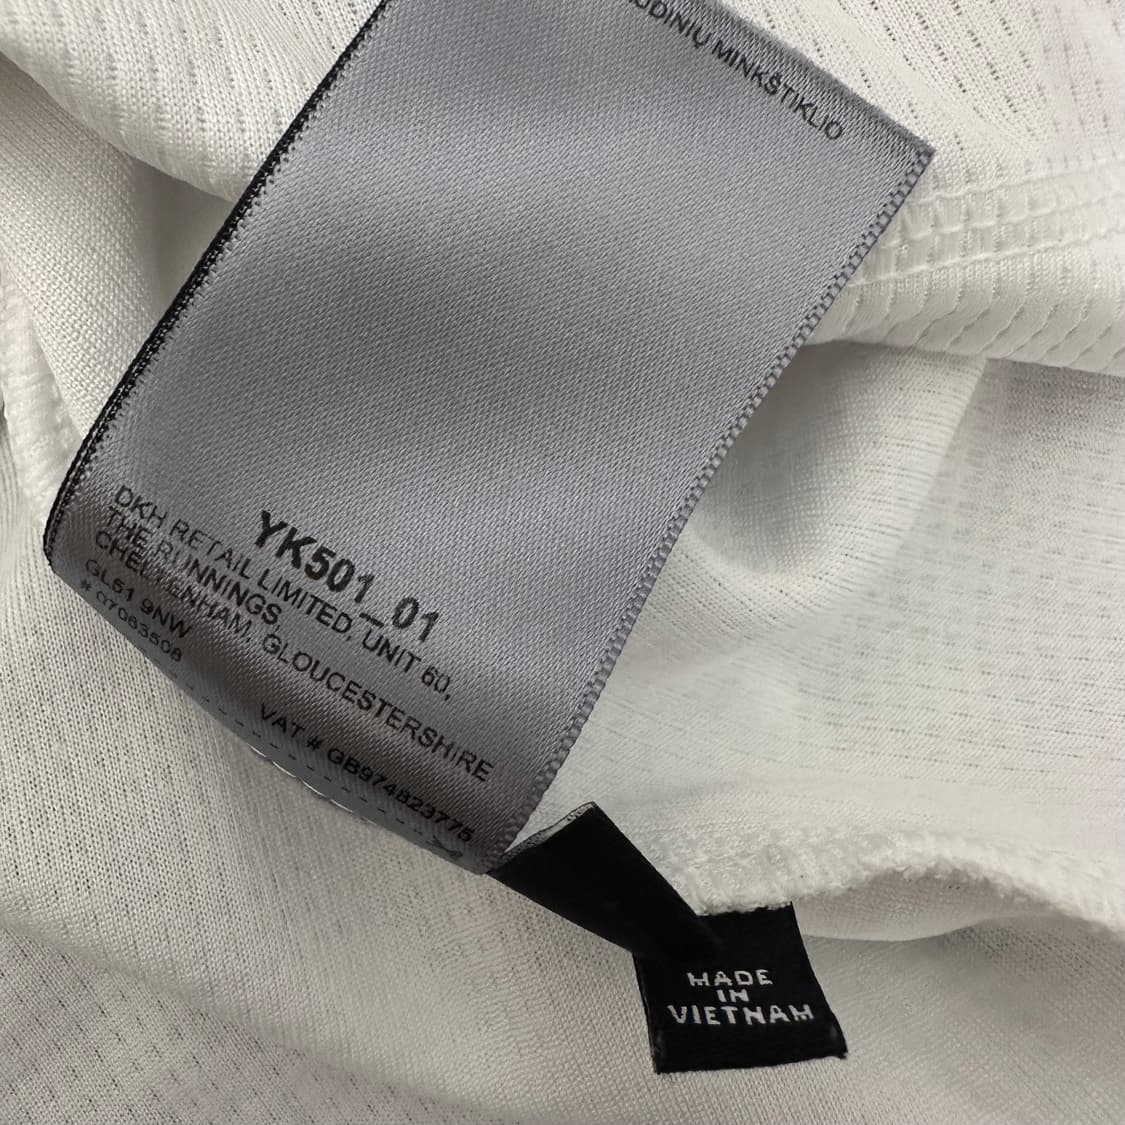 MINKŠTIKLIO
YK501_01
DKH RETAIL LIMITED, UNIT 60,
THE RUNNINGS
CHELTENHAM, GLOUCESTERSHIRE
GL51 9NW
# 07063508
VAT # GB974823775
MADE
IN
VIETNAM